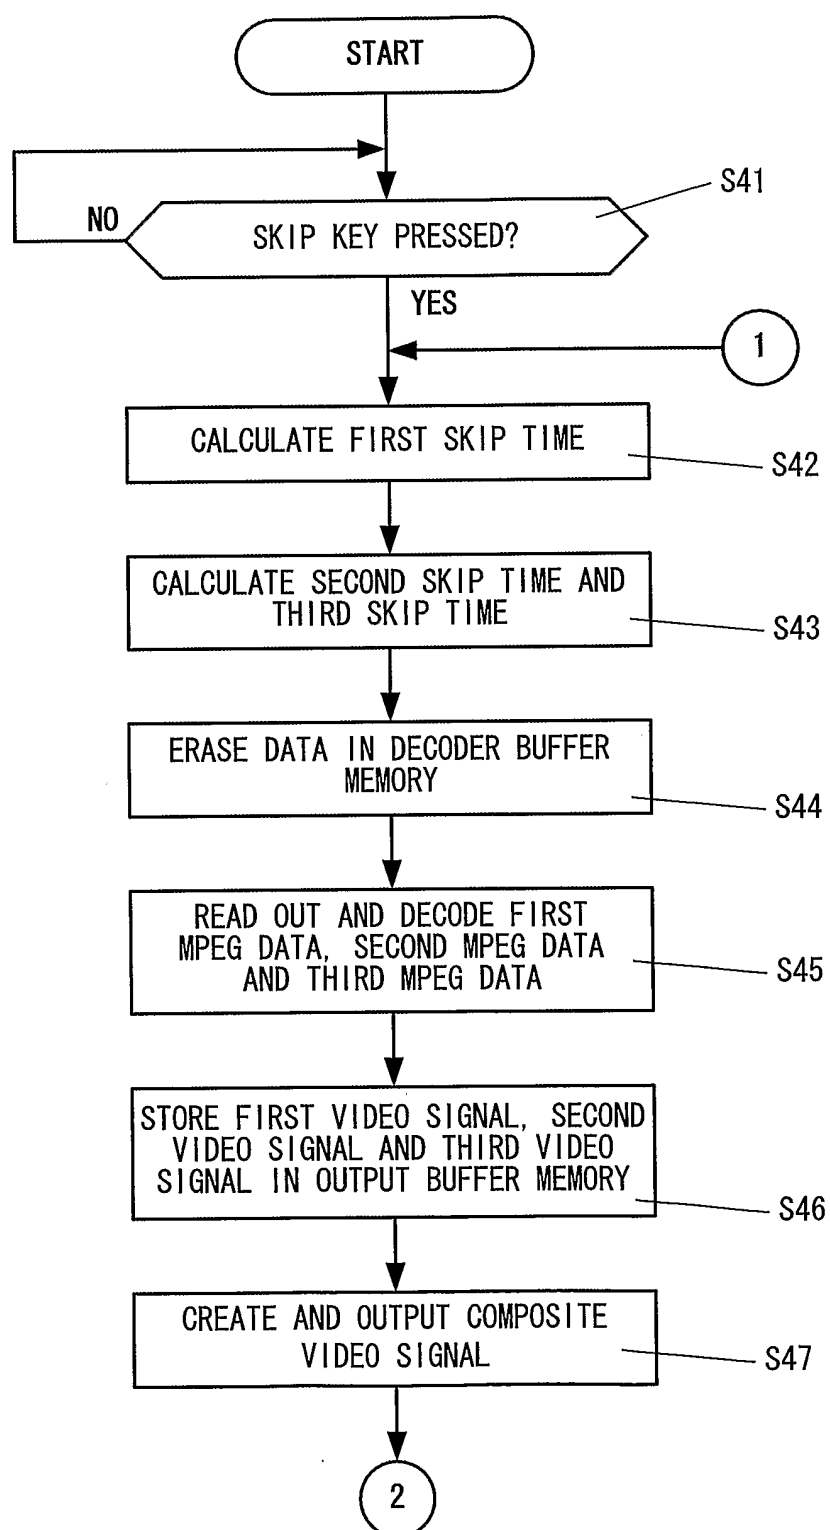 START
S41
NO
SKIP KEY PRESSED?
YES
1
CALCULATE FIRST SKIP TIME
S42
CALCULATE SECOND SKIP TIME AND
THIRD SKIP TIME
S43
ERASE DATA IN DECODER BUFFER
MEMORY
S44
READ OUT AND DECODE FIRST
MPEG DATA, SECOND MPEG DATA
AND THIRD MPEG DATA
S45
STORE FIRST VIDEO SIGNAL, SECOND
VIDEO SIGNAL AND THIRD VIDEO
SIGNAL IN OUTPUT BUFFER MEMORY
S46
CREATE AND OUTPUT COMPOSITE
VIDEO SIGNAL
S47
2